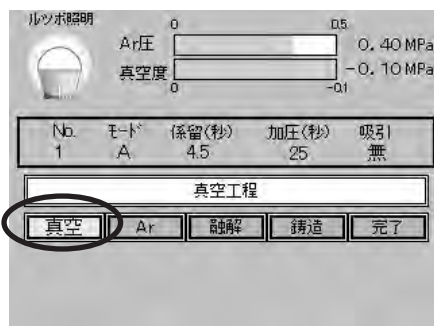 ルツボ照明
0 0.5
Ar圧 0.40 MPa
真空度 -0.10 MPa
0 -0.1
No. モード 係留(秒) 加圧(秒) 吸引
1 A 4.5 25 無
真空工程
真空 Ar 融解 鋳造 完了